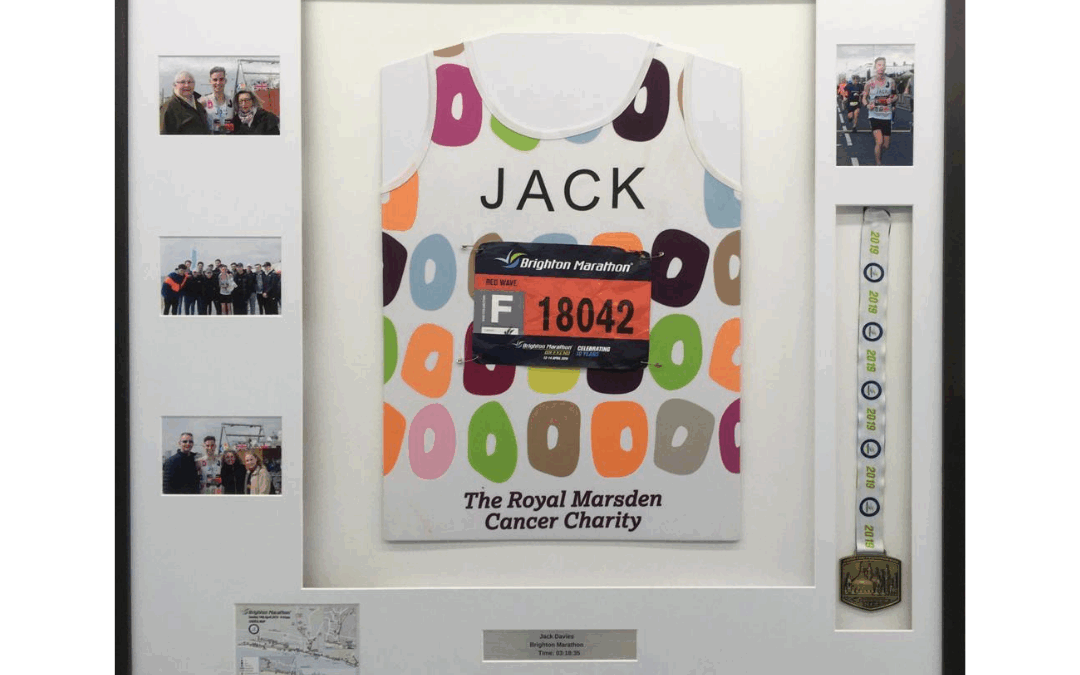 JACK
Brighton Marathon
RED WAVE
F
18042
Brighton Marathon
WEEKEND
CELEBRATING
10 YEARS
The Royal Marsden
Cancer Charity
2019
2019
2019
2019
2019
2019
Brighton Marathon
Jack Davies
Brighton Marathon
Time: 03:18:35